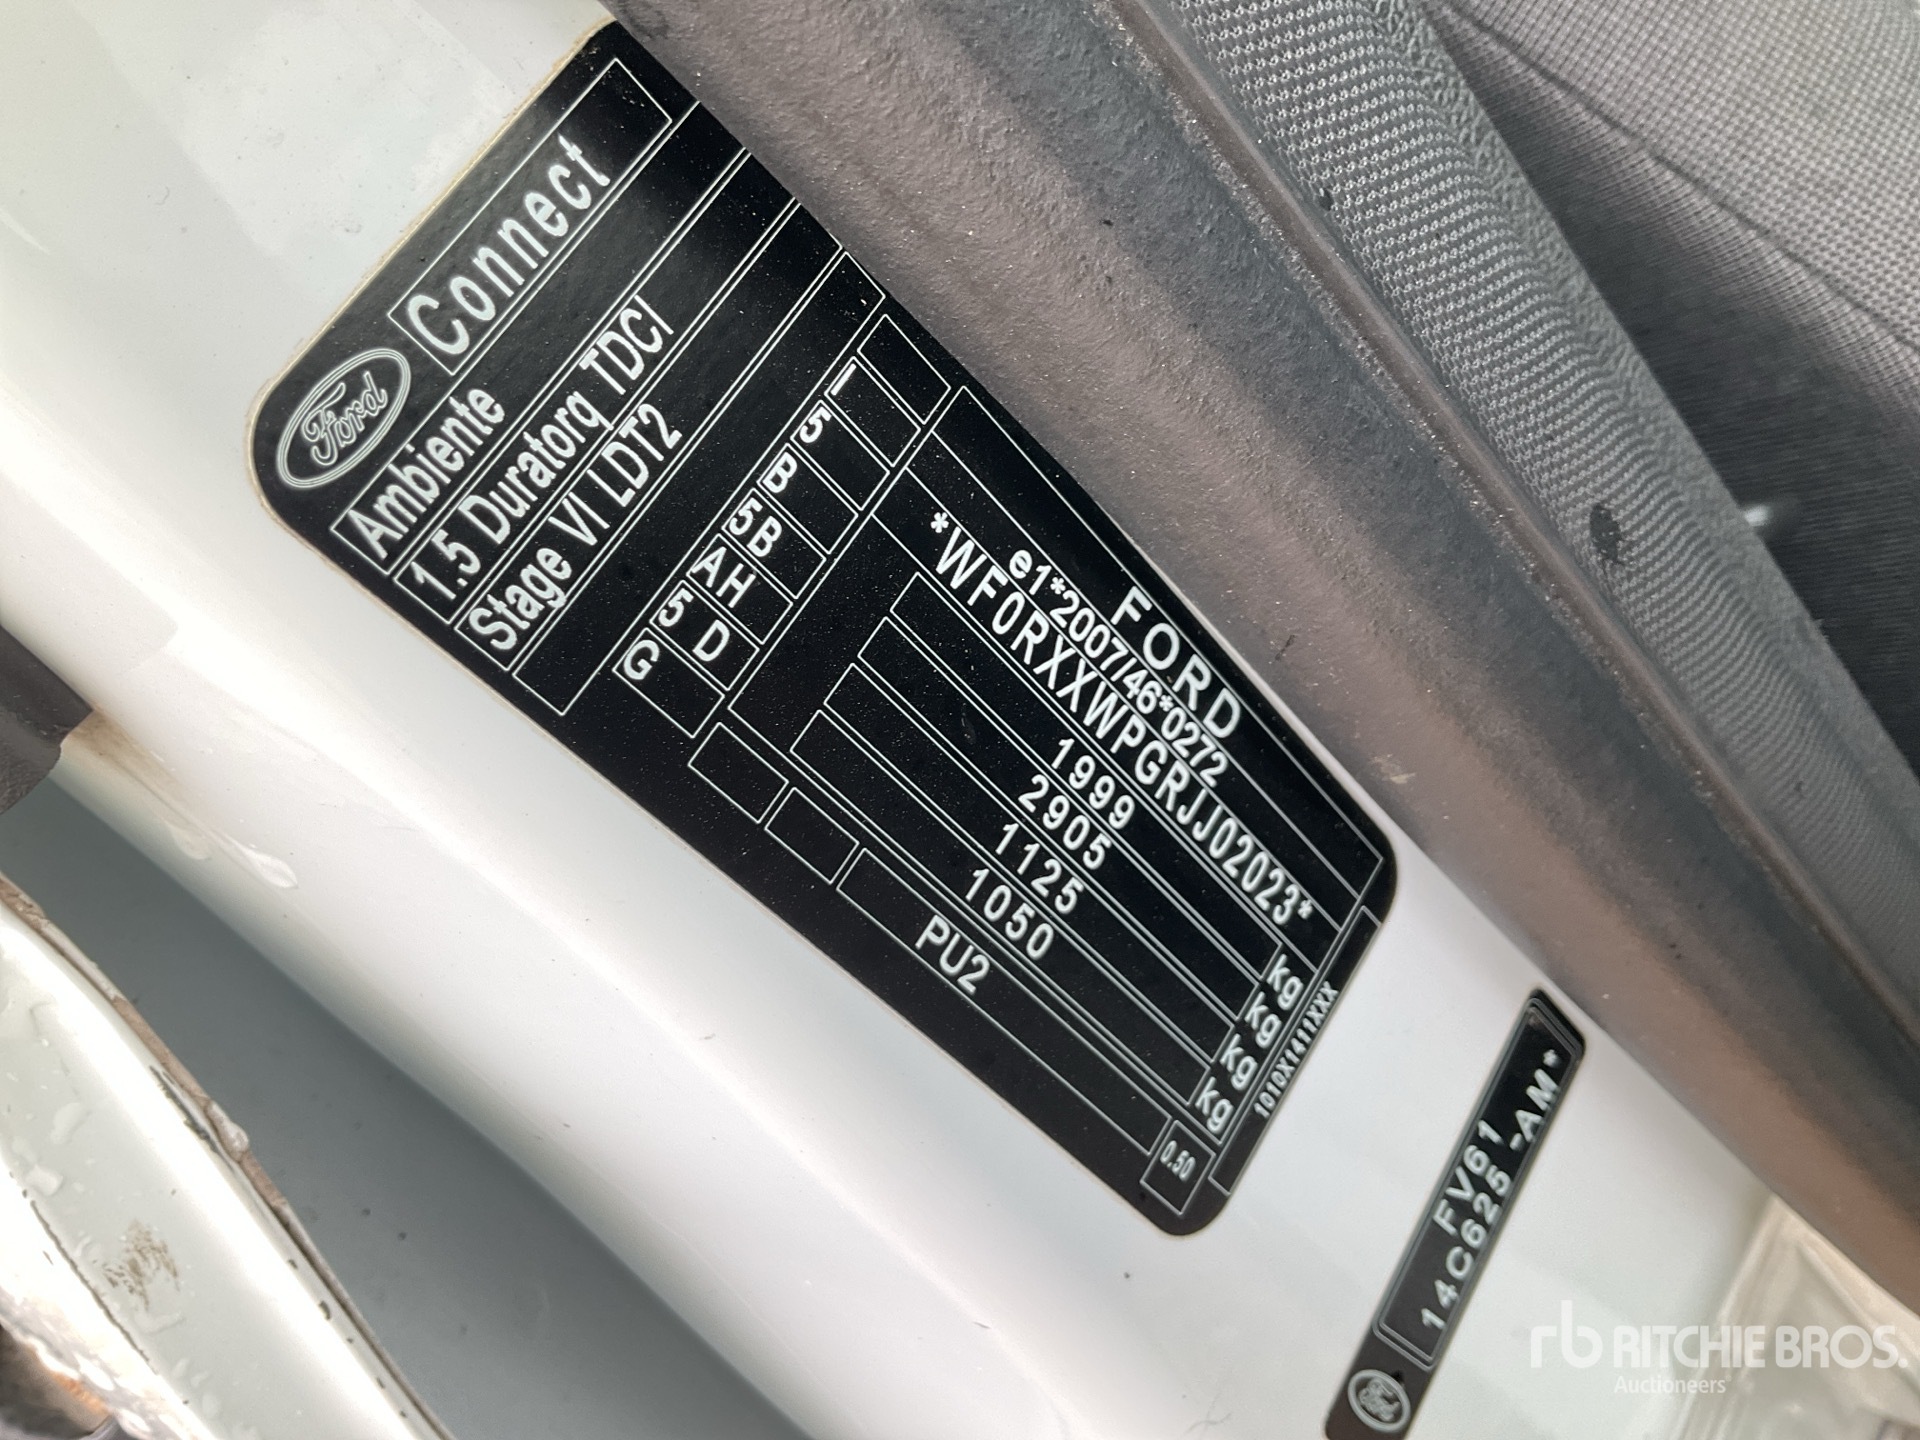 Ford
Connect
Ambiente
1.5 Duratorq TDCI
Stage VI LDT2
I
5
B
5 B
AH
5 D
G
FORD
e1*2007/46*0272
*WF0RXXWPGRJJ02023*
1999 kg
2905 kg
1125 kg
1050 kg
PU2
0.50
1010X1411XXX
FV61
14C625 -AM*
Ford
rb RITCHIE BROS.
Auctioneers